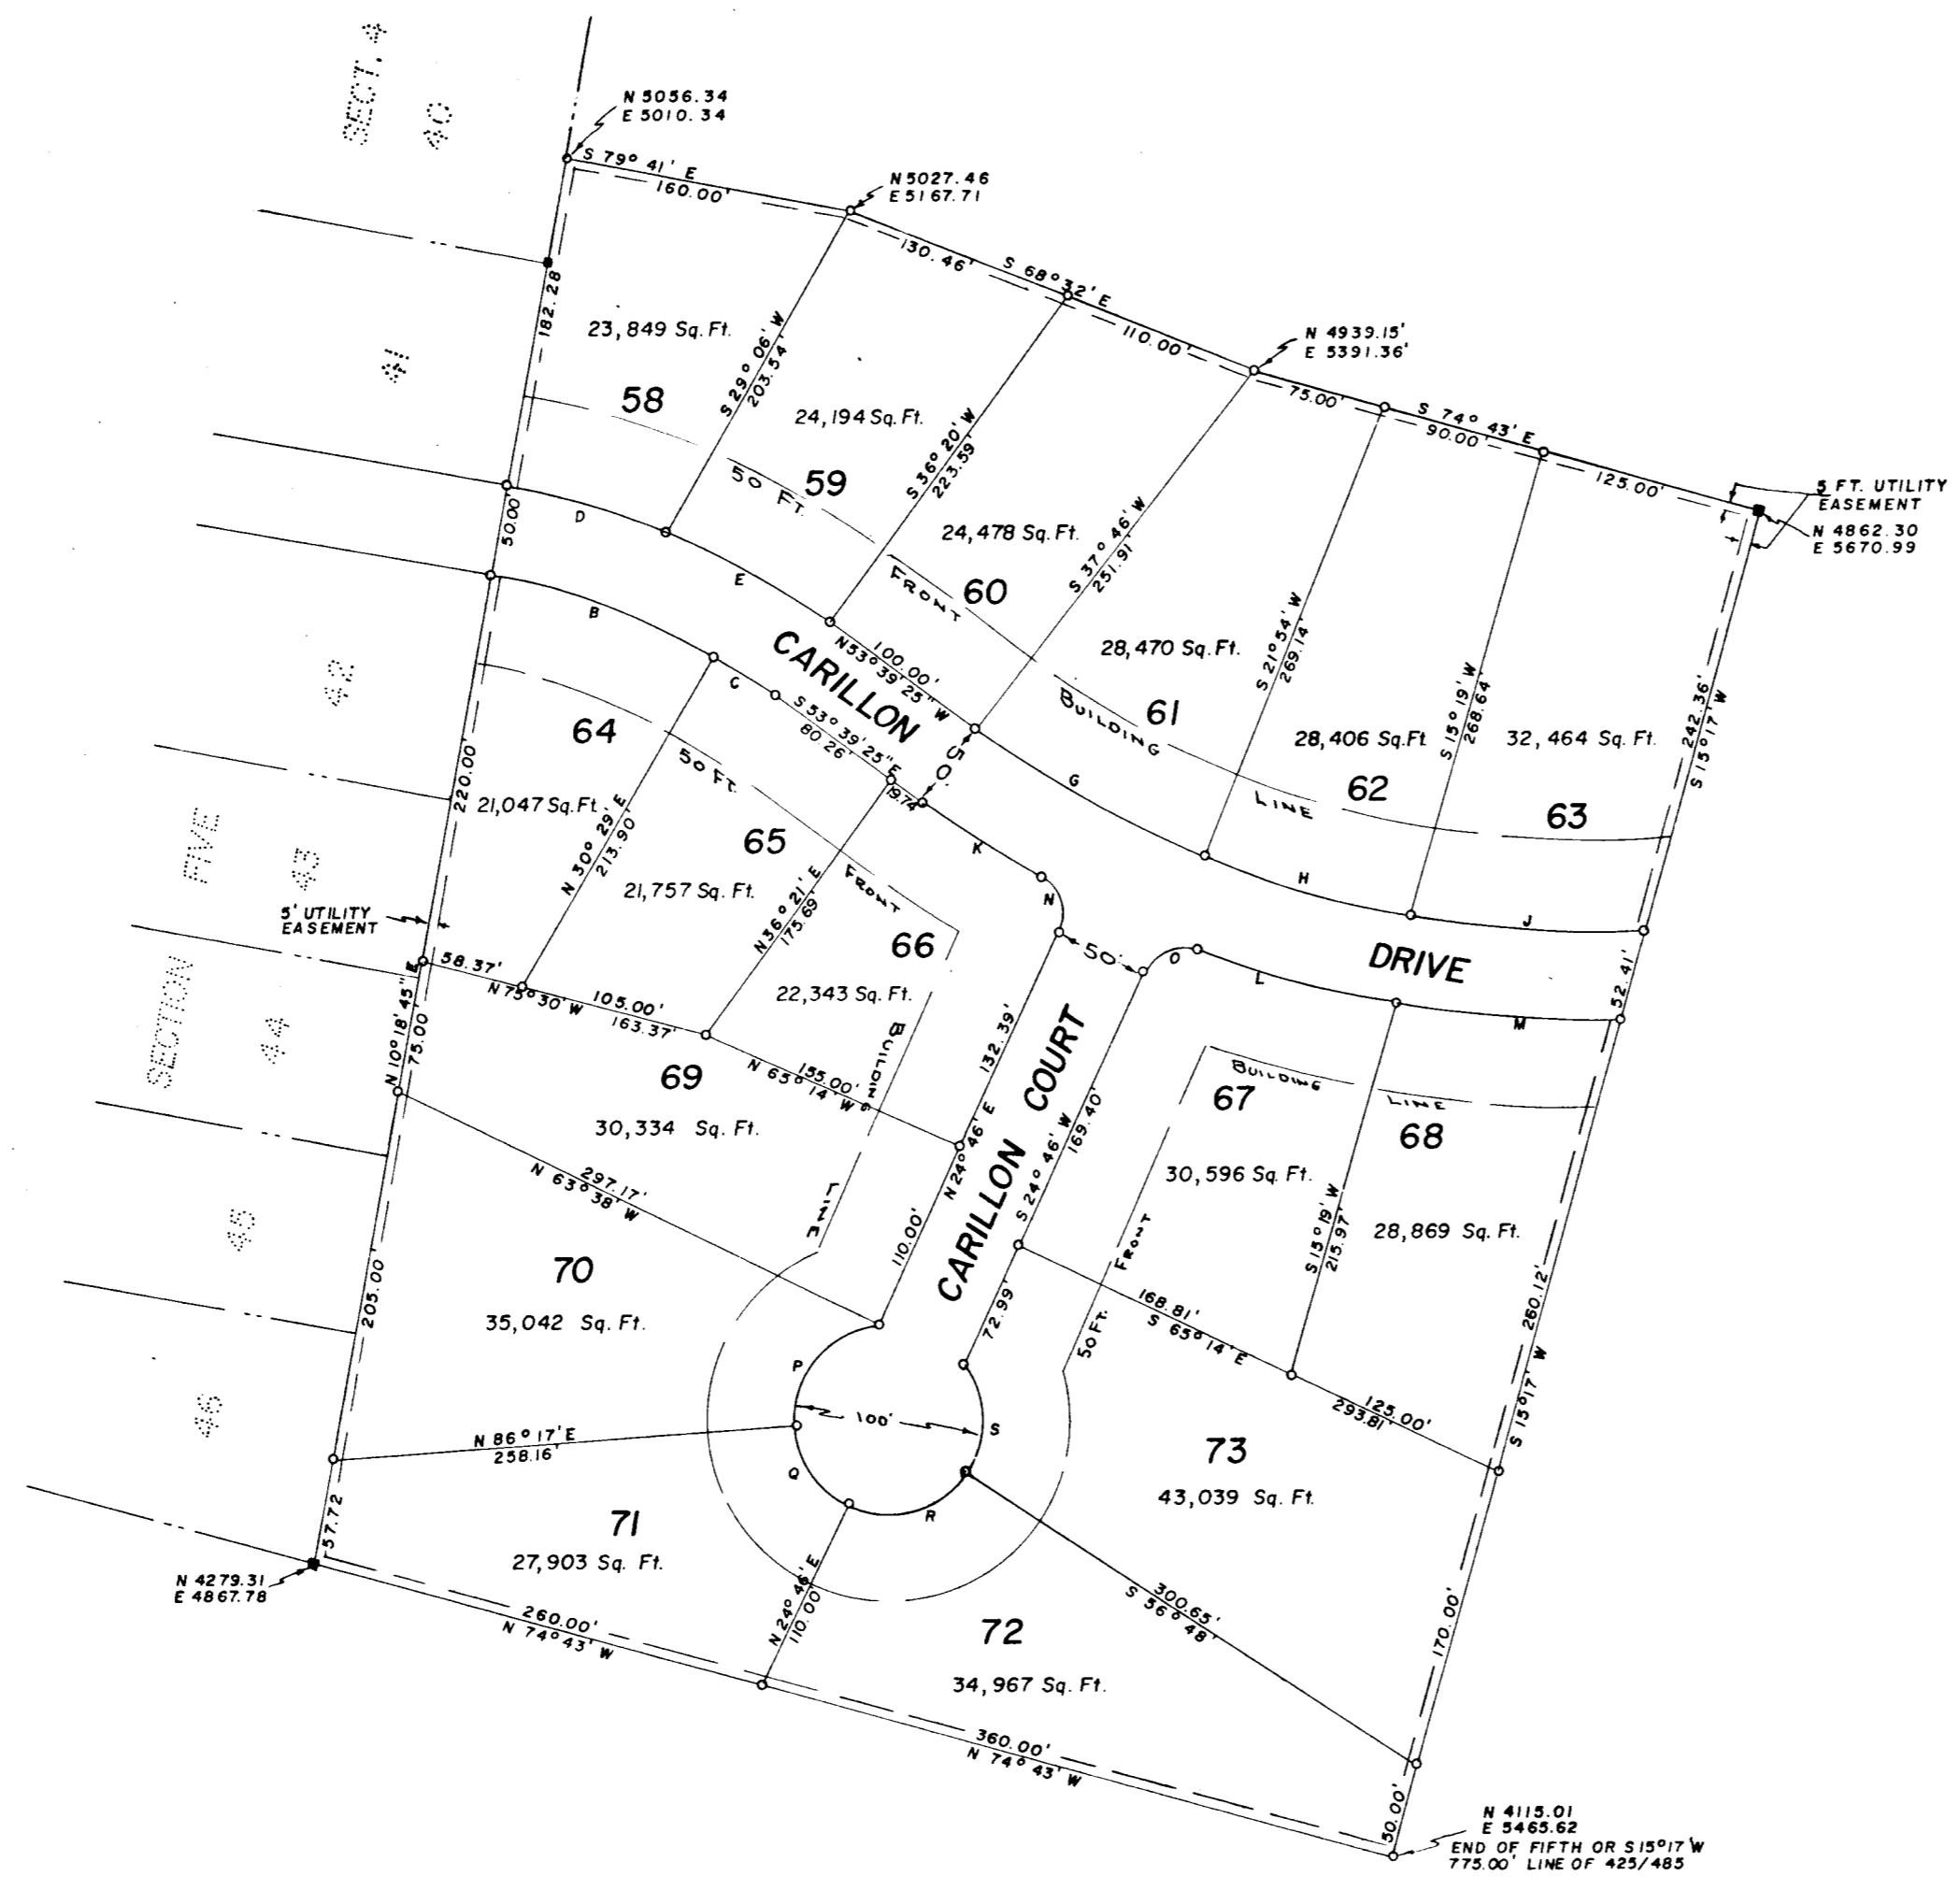 SECT. 4
40
N 5056.34
E 5010.34
S 79° 41' E
160.00'
N 5027.46
E 5167.71
130.46'
S 68° 32' E
110.00'
N 4939.15'
E 5391.36'
75.00'
S 74° 43' E
90.00'
125.00'
5 FT. UTILITY
EASEMENT
N 4862.30
E 5670.99
182.28
41
23,849 Sq.Ft.
58
S 29° 06' W
203.54'
24,194 Sq.Ft.
59
50 FT.
S 36° 20' W
223.59'
24,478 Sq.Ft.
60
FRONT
S 37° 46' W
251.91'
28,470 Sq.Ft.
61
BUILDING
S 21° 54' W
269.14'
28,406 Sq.Ft
62
LINE
S 15° 19' W
268.64'
32,464 Sq.Ft.
63
242.36'
S 15° 17' W
50.00'
D
E
B
C
CARILLON
100.00'
N 53° 39' 25" W
S 53° 39' 25" E
80.26'
19.74'
50'
G
H
J
K
N
50'
O
L
M
DRIVE
52.41'
42
64
50 FT.
220.00'
21,047 Sq.Ft.
N 30° 29' E
213.90'
65
21,757 Sq.Ft.
FRONT
N 36° 21' E
175.69'
66
22,343 Sq.Ft.
BUILDING
FIVE
43
5' UTILITY
EASEMENT
58.37'
N 75° 30' W
105.00'
163.37'
SECTION
44
N 10° 18' 45" E
75.00'
69
30,334 Sq.Ft.
155.00'
N 65° 14' W
132.39'
N 24° 46' E
110.00'
CARILLON COURT
S 24° 46' W
169.40'
BUILDING
LINE
67
68
30,596 Sq.Ft.
28,869 Sq.Ft.
S 15° 19' W
215.97'
FRONT
50 FT.
260.12'
S 15° 17' W
45
297.17'
N 63° 38' W
LINE
70
35,042 Sq.Ft.
205.00'
72.99'
168.81'
S 65° 14' E
125.00'
293.81'
46
P
100'
S
Q
R
N 86° 17' E
258.16'
73
43,039 Sq.Ft.
71
27,903 Sq.Ft.
57.72
N 4279.31
E 4867.78
260.00'
N 74° 43' W
N 24° 46' E
110.00'
72
34,967 Sq.Ft.
300.65'
S 56° 48'
170.00'
360.00'
N 74° 43' W
50.00'
N 4115.01
E 5465.62
END OF FIFTH OR S15°17'W
775.00' LINE OF 425/485